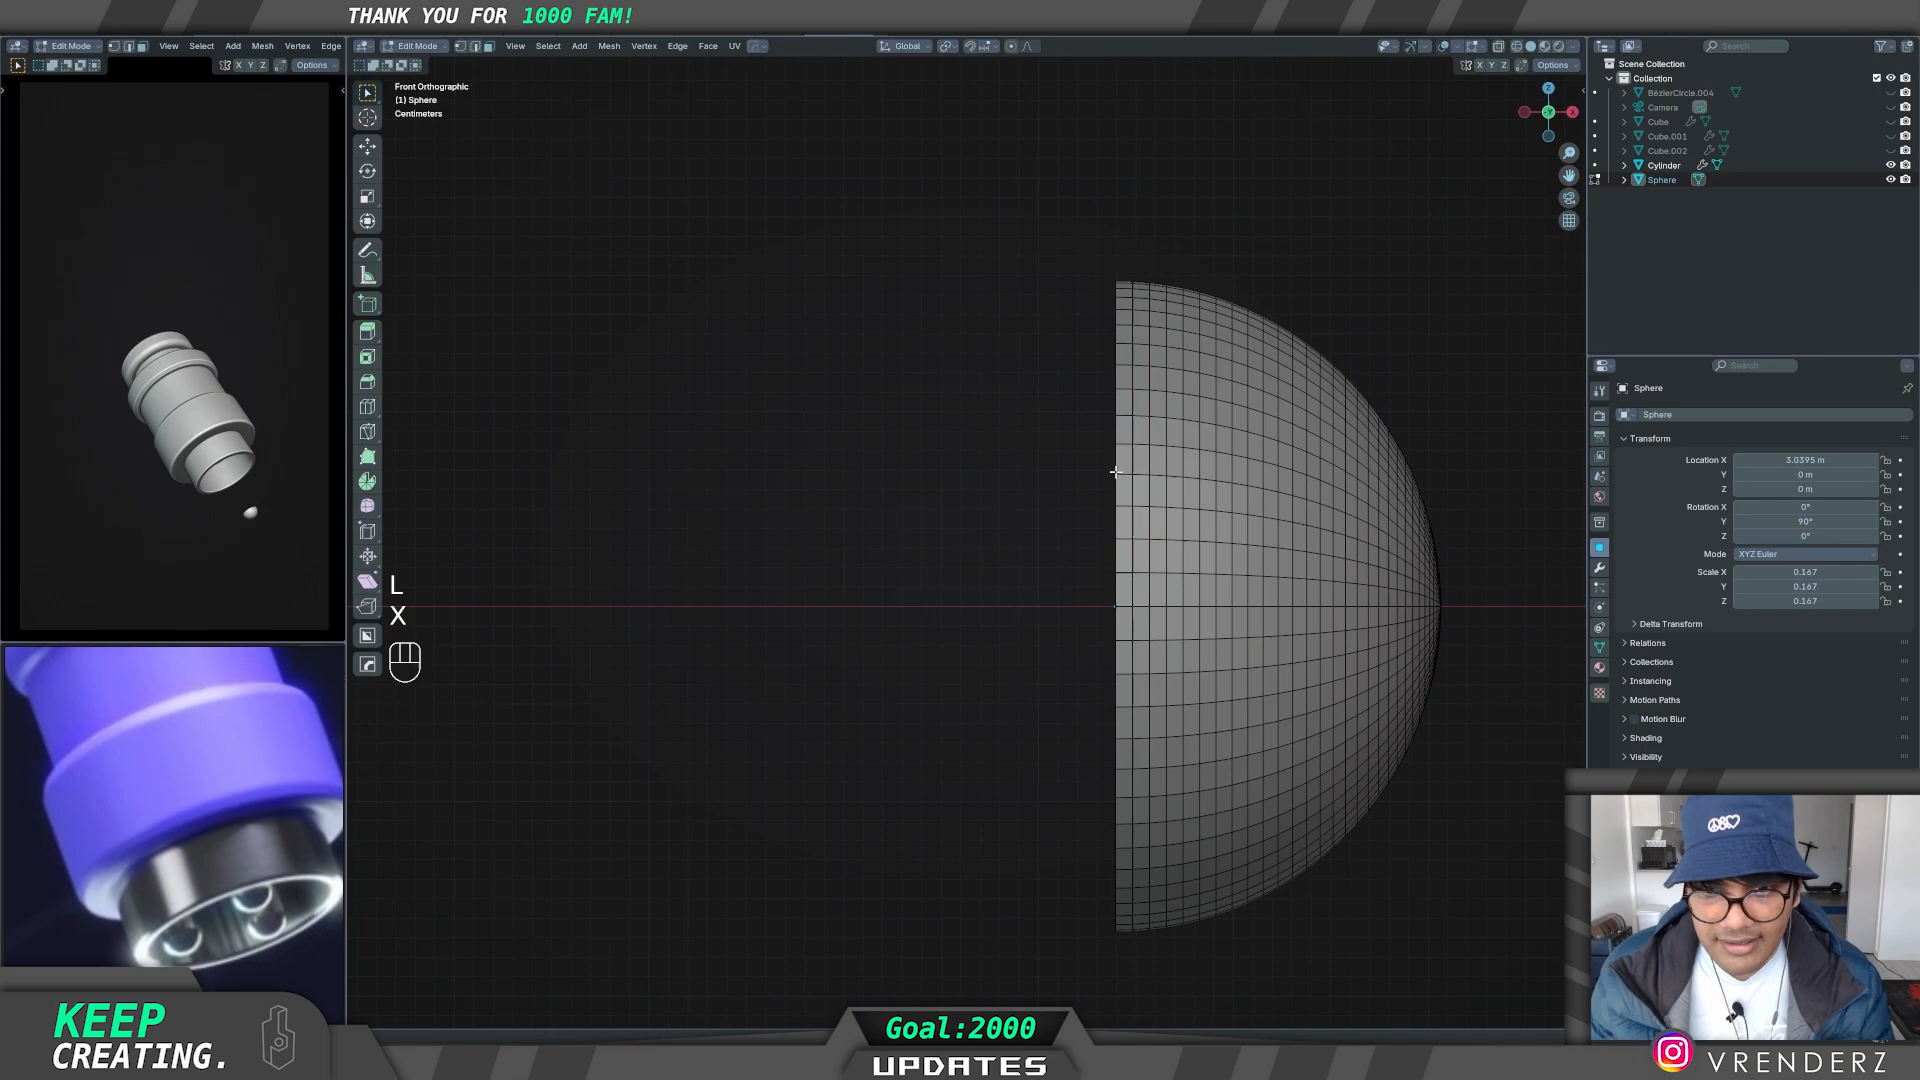 THANK YOU FOR 1000 FAM!
Edit Mode View Select Add Mesh Vertex Edge
Edit Mode View Select Add Mesh Vertex Edge Face UV
Global
X Y Z Options
X Y Z Options
Front Orthographic
(1) Sphere
Centimeters
Z
X
-Y
Search
Scene Collection
Collection
BézierCircle.004
Camera
Cube
Cube.001
Cube.002
Cylinder
Sphere
Search
Sphere
Sphere
Transform
Location X 3.0395 m
Y 0 m
Z 0 m
Rotation X 0°
Y 90°
Z 0°
Mode XYZ Euler
Scale X 0.167
Y 0.167
Z 0.167
Delta Transform
Relations
Collections
Instancing
Motion Paths
Motion Blur
Shading
Visibility
L
X
KEEP
CREATING.
Goal:2000
UPDATES
VRENDERZ